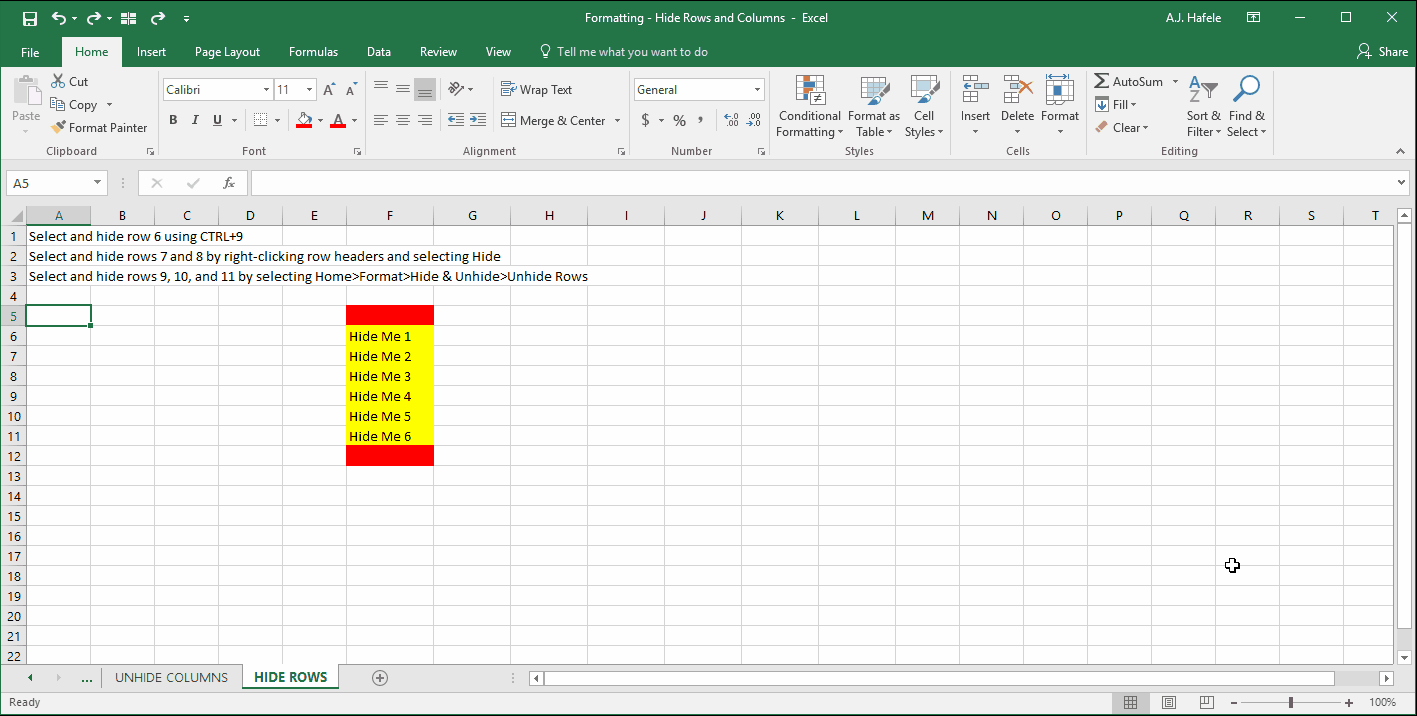 Formatting - Hide Rows and Columns - Excel
A.J. Hafele
File Home Insert Page Layout Formulas Data Review View Tell me what you want to do Share
Paste
Cut
Copy
Format Painter
Clipboard
Calibri 11 A A
B I U A
Font
Wrap Text
Merge & Center
Alignment
General
$ % , .00 .0 .00
Number
Conditional Formatting
Format as Table
Cell Styles
Styles
Insert Delete Format
Cells
AutoSum
Fill
Clear
Sort & Filter
Find & Select
Editing
A5 fx
A B C D E F G H I J K L M N O P Q R S T
1 Select and hide row 6 using CTRL+9
2 Select and hide rows 7 and 8 by right-clicking row headers and selecting Hide
3 Select and hide rows 9, 10, and 11 by selecting Home>Format>Hide & Unhide>Unhide Rows
4
5
6 Hide Me 1
7 Hide Me 2
8 Hide Me 3
9 Hide Me 4
10 Hide Me 5
11 Hide Me 6
12
13
14
15
16
17
18
19
20
21
22
... UNHIDE COLUMNS HIDE ROWS
Ready
100%